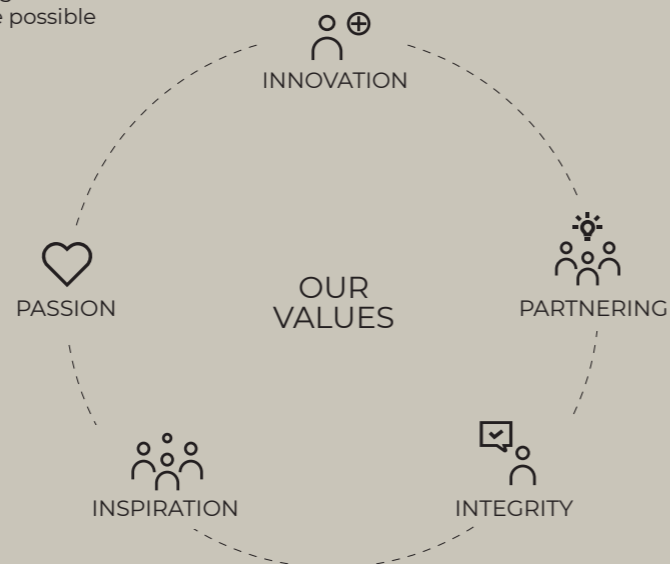 e possible
INNOVATION
PASSION
PARTNERING
OUR
VALUES
INSPIRATION
INTEGRITY